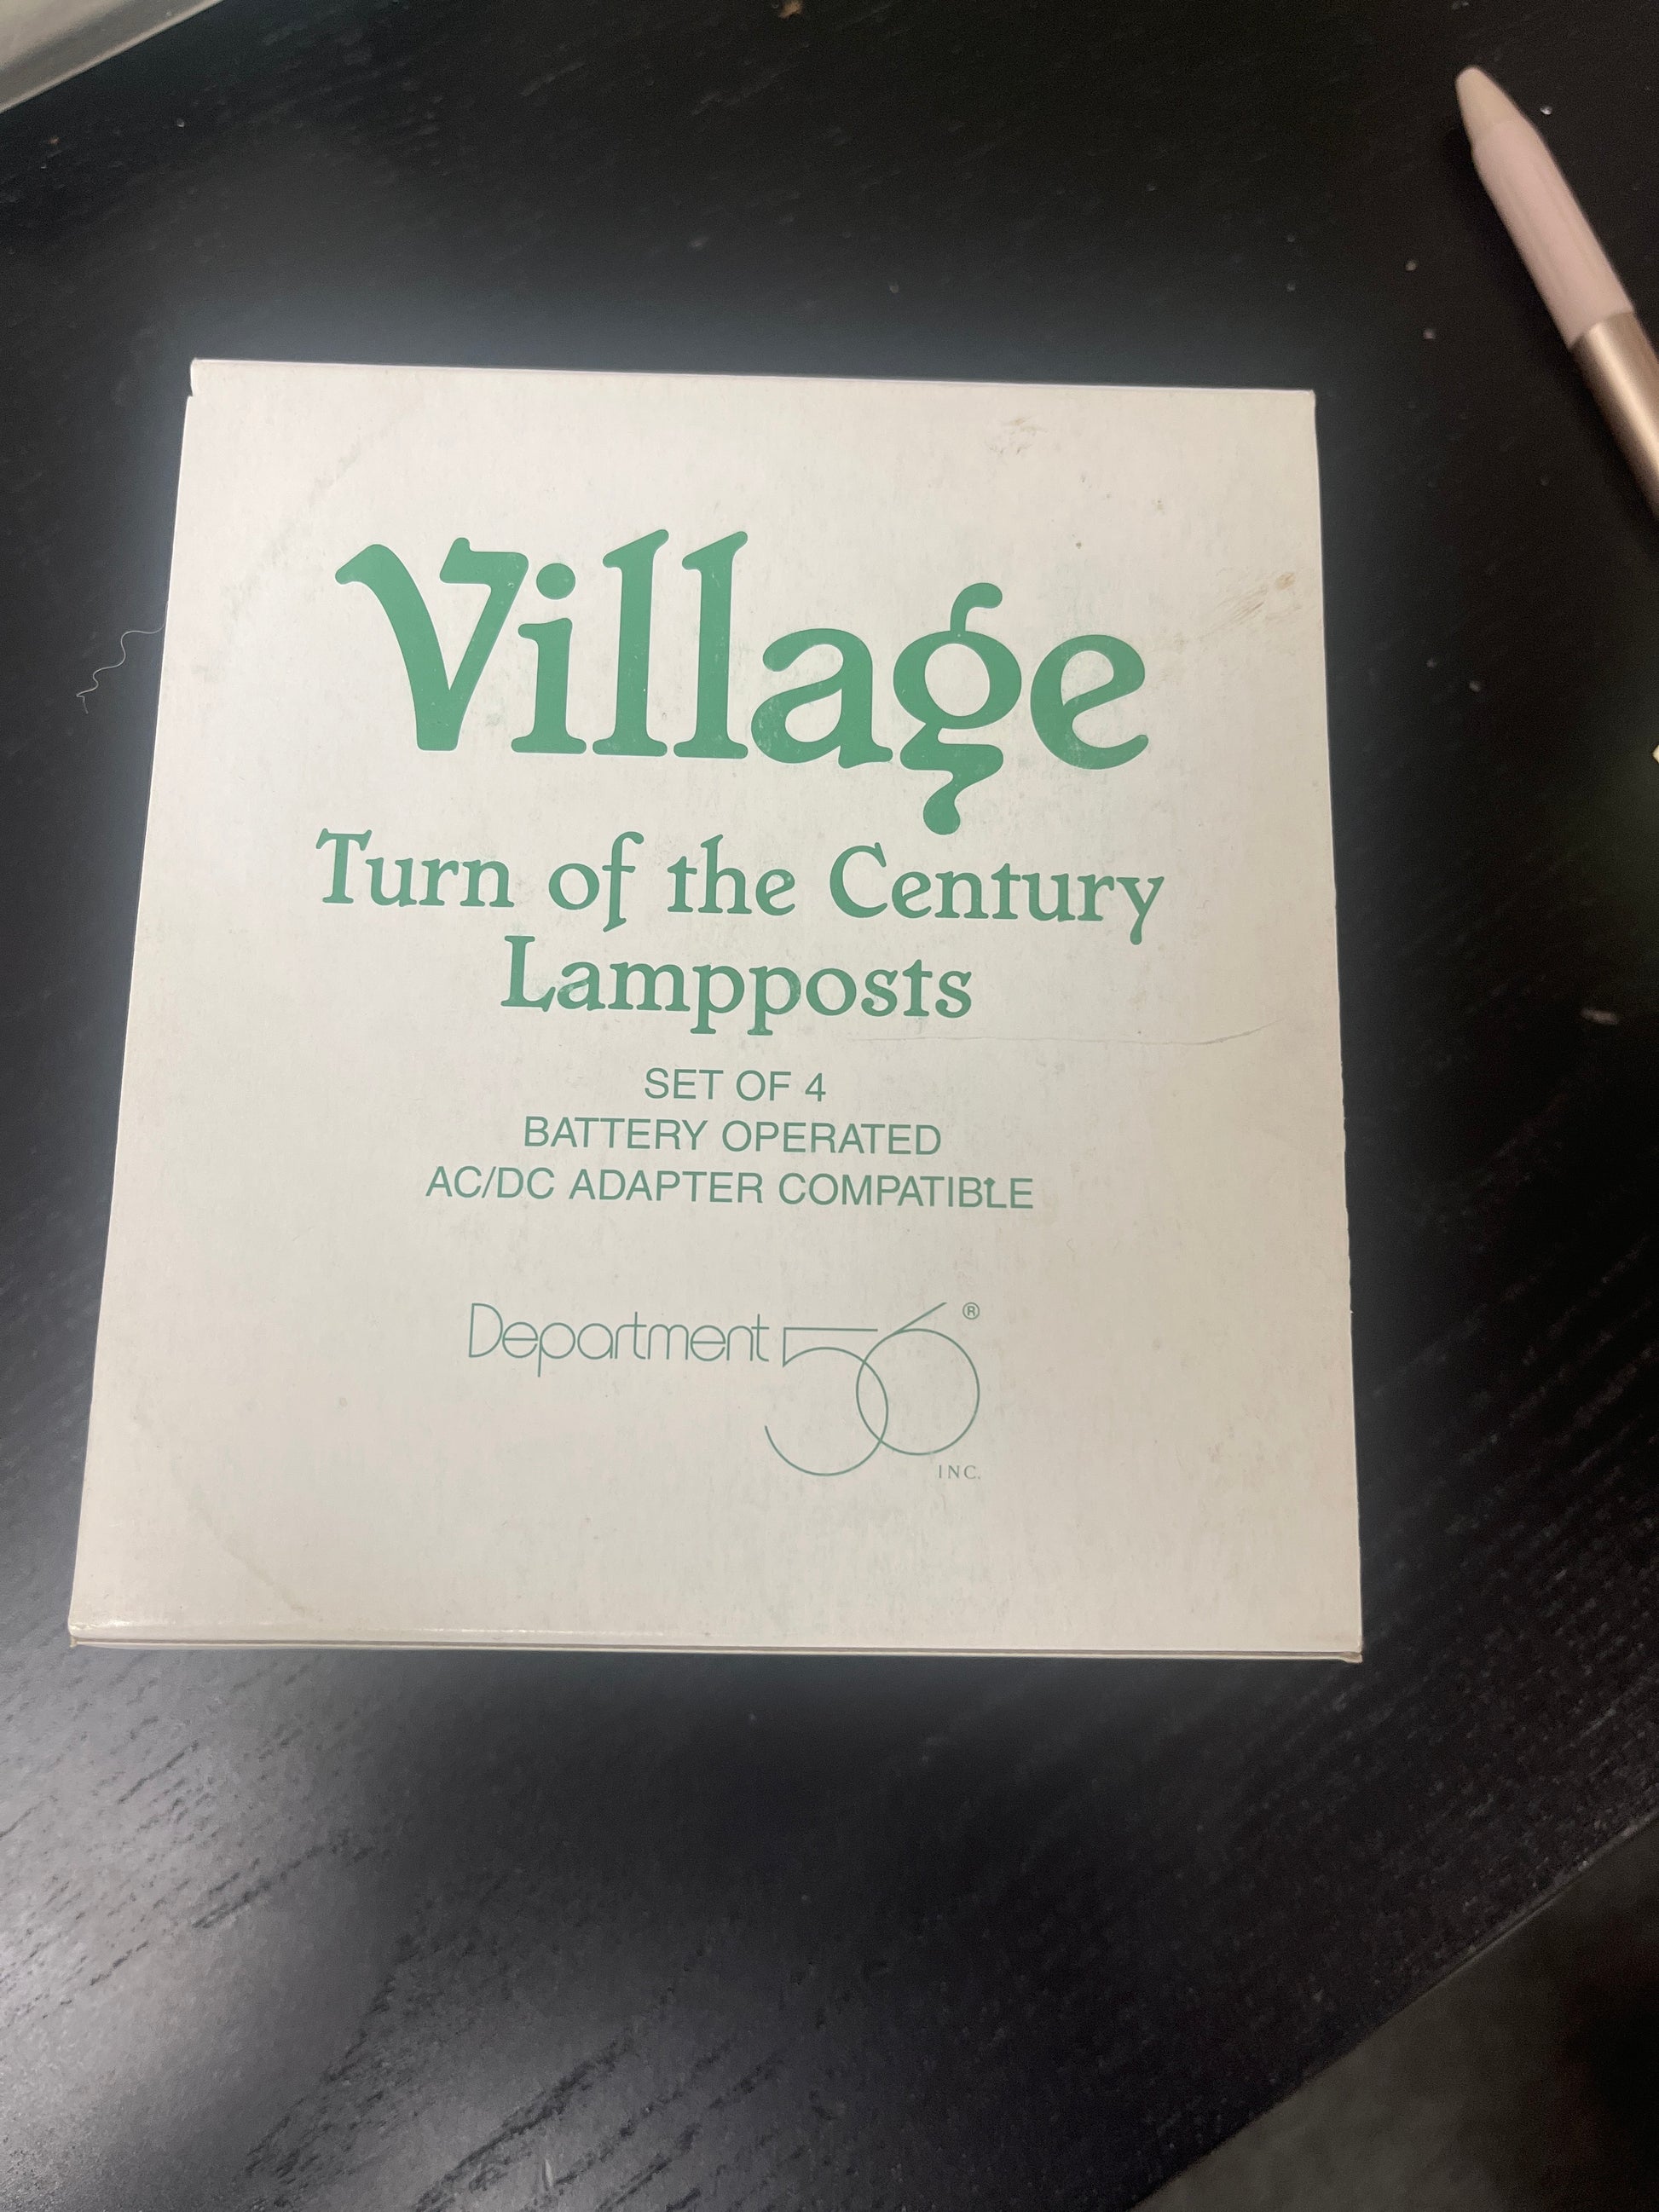 Village
Turn of the Century
Lampposts
SET OF 4
BATTERY OPERATED
AC/DC ADAPTER COMPATIBLE
Department 56®
INC.